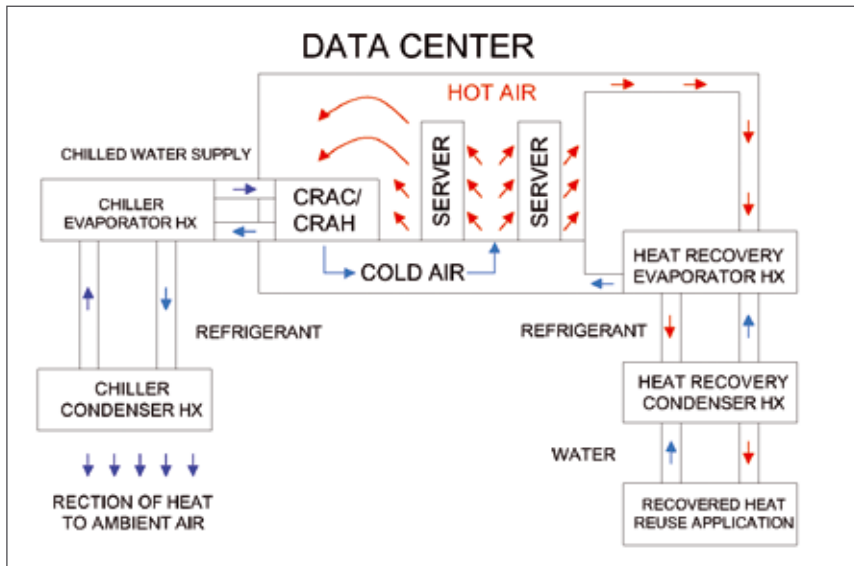 DATA CENTER
HOT AIR
CHILLED WATER SUPPLY
CHILLER
EVAPORATOR HX
CRAC/
CRAH
SERVER
SERVER
COLD AIR
HEAT RECOVERY
EVAPORATOR HX
REFRIGERANT
REFRIGERANT
CHILLER
CONDENSER HX
HEAT RECOVERY
CONDENSER HX
WATER
RECTION OF HEAT
TO AMBIENT AIR
RECOVERED HEAT
REUSE APPLICATION